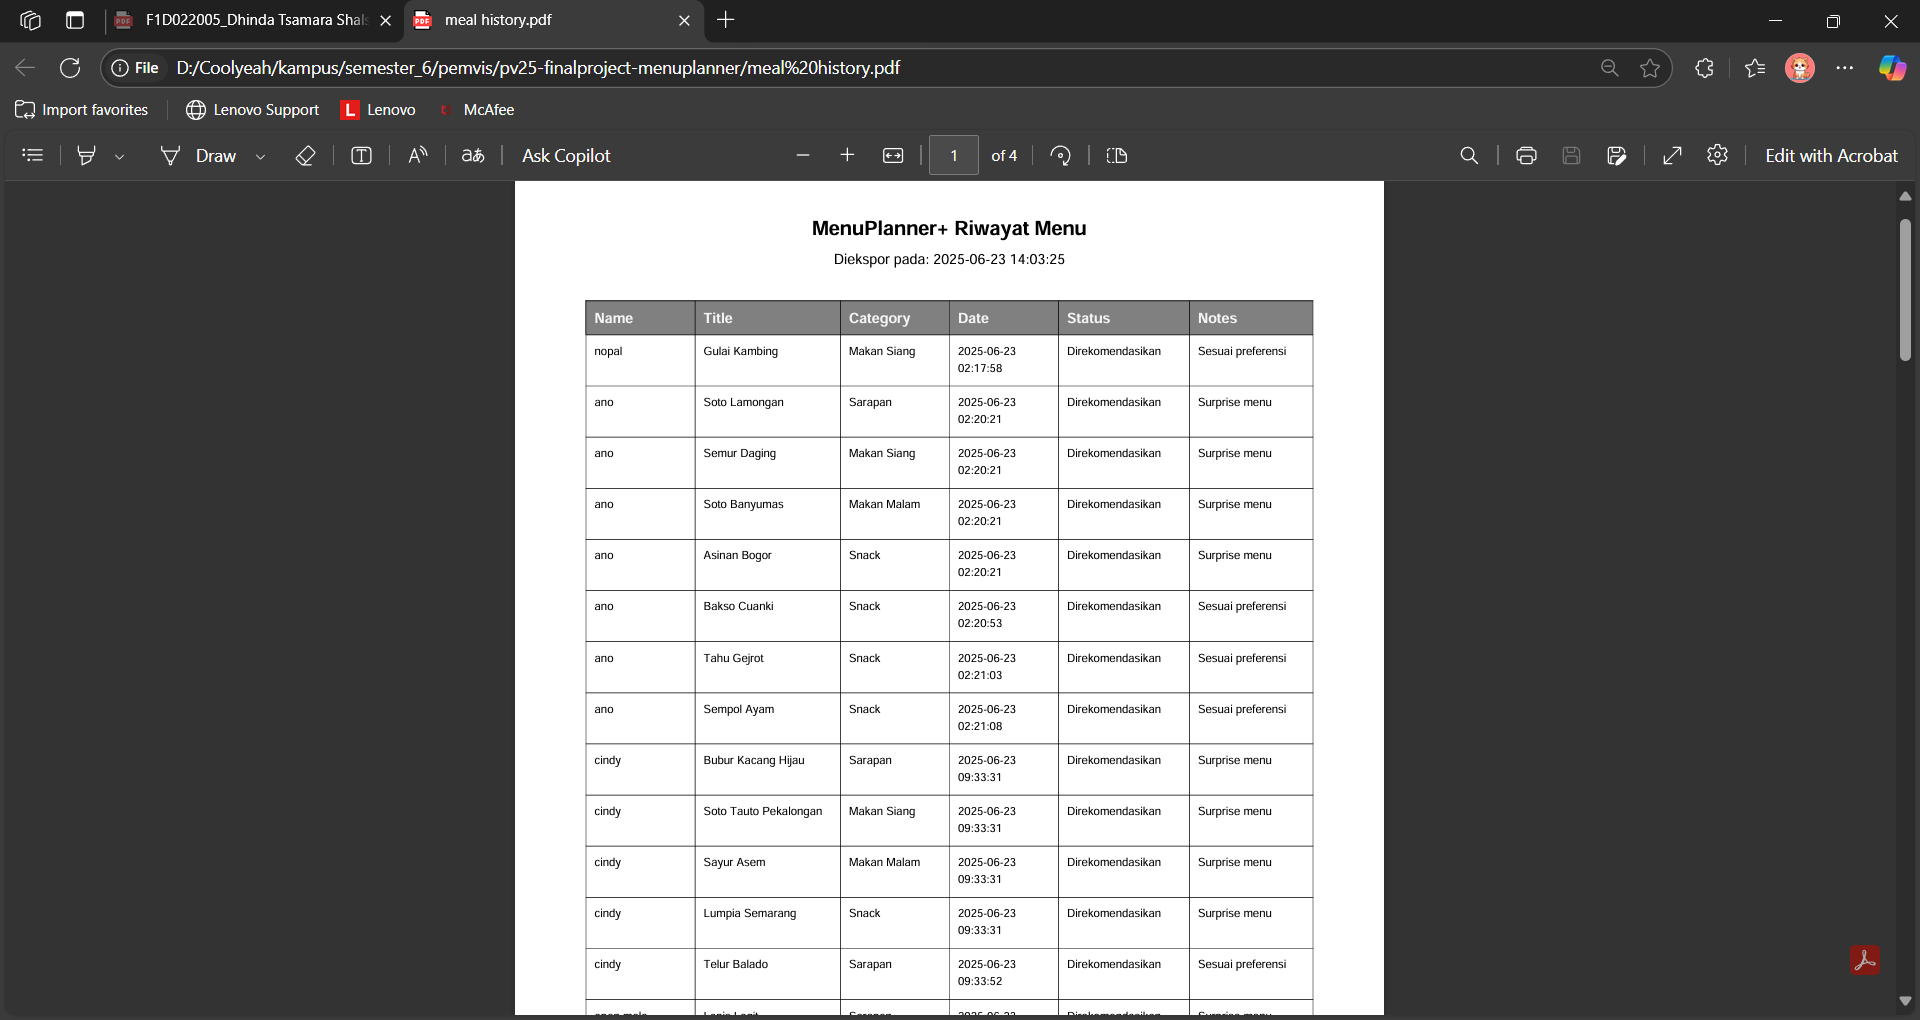 F1D022005_Dhinda Tsamara Shals
meal history.pdf
File D:/Coolyeah/kampus/semester_6/pemvis/pv25-finalproject-menuplanner/meal%20history.pdf
Import favorites Lenovo Support L Lenovo McAfee
Draw T A aあ Ask Copilot 1 of 4 Edit with Acrobat
MenuPlanner+ Riwayat Menu
Diekspor pada: 2025-06-23 14:03:25
Name Title Category Date Status Notes
nopal Gulai Kambing Makan Siang 2025-06-23 Direkomendasikan Sesuai preferensi
02:17:58
ano Soto Lamongan Sarapan 2025-06-23 Direkomendasikan Surprise menu
02:20:21
ano Semur Daging Makan Siang 2025-06-23 Direkomendasikan Surprise menu
02:20:21
ano Soto Banyumas Makan Malam 2025-06-23 Direkomendasikan Surprise menu
02:20:21
ano Asinan Bogor Snack 2025-06-23 Direkomendasikan Surprise menu
02:20:21
ano Bakso Cuanki Snack 2025-06-23 Direkomendasikan Sesuai preferensi
02:20:53
ano Tahu Gejrot Snack 2025-06-23 Direkomendasikan Sesuai preferensi
02:21:03
ano Sempol Ayam Snack 2025-06-23 Direkomendasikan Sesuai preferensi
02:21:08
cindy Bubur Kacang Hijau Sarapan 2025-06-23 Direkomendasikan Surprise menu
09:33:31
cindy Soto Tauto Pekalongan Makan Siang 2025-06-23 Direkomendasikan Surprise menu
09:33:31
cindy Sayur Asem Makan Malam 2025-06-23 Direkomendasikan Surprise menu
09:33:31
cindy Lumpia Semarang Snack 2025-06-23 Direkomendasikan Surprise menu
09:33:31
cindy Telur Balado Sarapan 2025-06-23 Direkomendasikan Sesuai preferensi
09:33:52
Sarapan 2025-06-23 Direkomendasikan Surprise menu